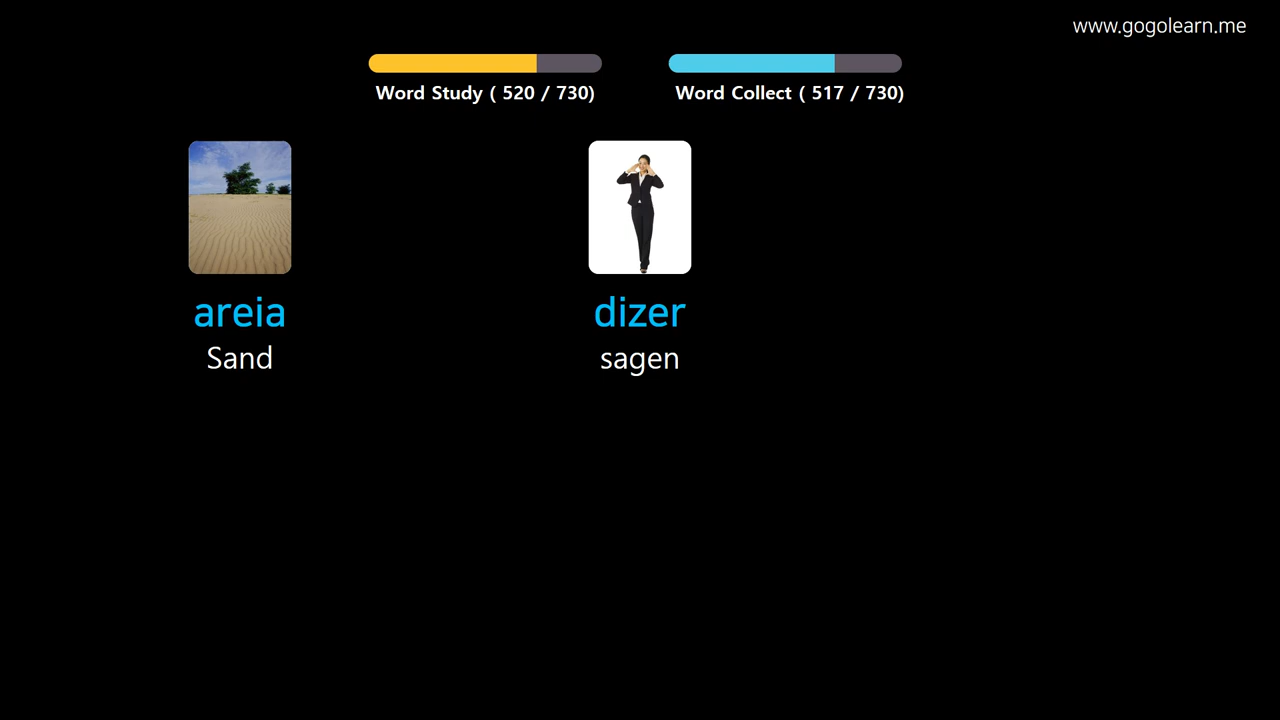 www.gogolearn.me
Word Study ( 520 / 730)
Word Collect ( 517 / 730)
areia
Sand
dizer
sagen